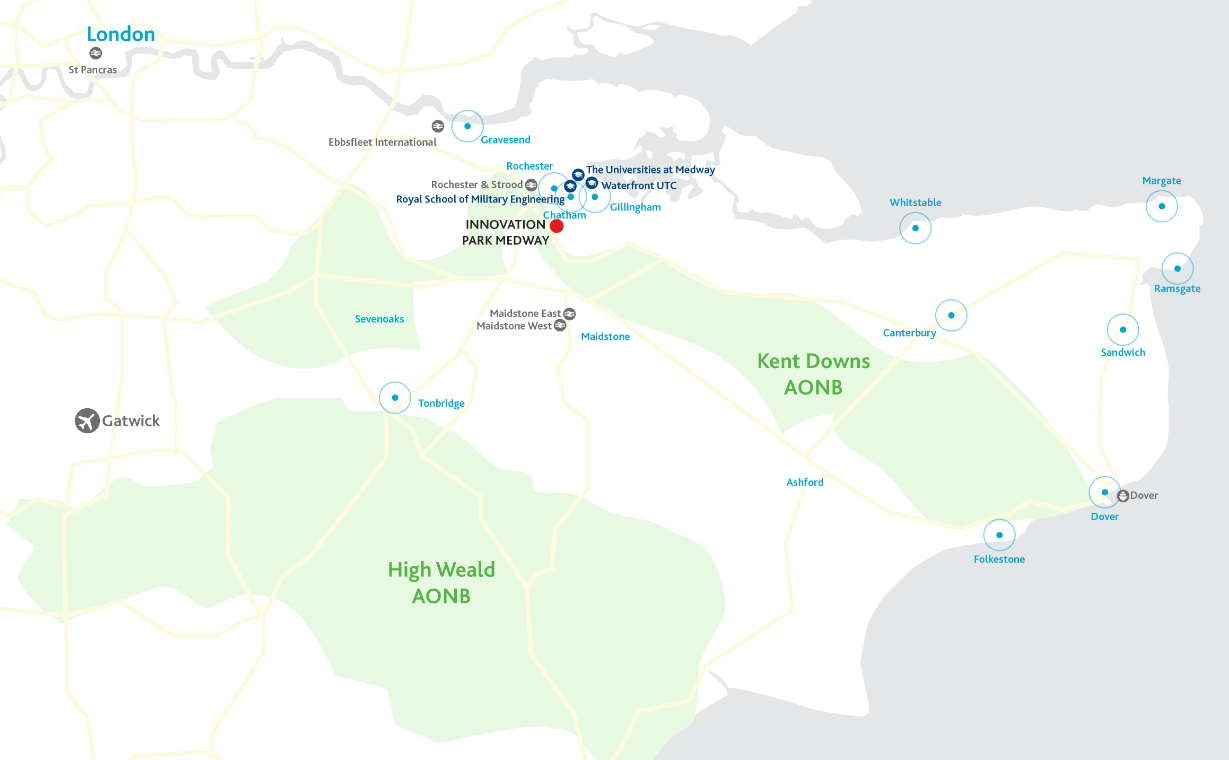 London
St Pancras
Ebbsfleet International
Gravesend
Rochester
The Universities at Medway
Rochester & Strood
Waterfront UTC
Royal School of Military Engineering
Gillingham
Chatham
INNOVATION
PARK MEDWAY
Margate
Whitstable
Ramsgate
Maidstone East
Sevenoaks
Maidstone West
Maidstone
Canterbury
Sandwich
Kent Downs
AONB
Tonbridge
Gatwick
Ashford
Dover
Dover
Folkestone
High Weald
AONB